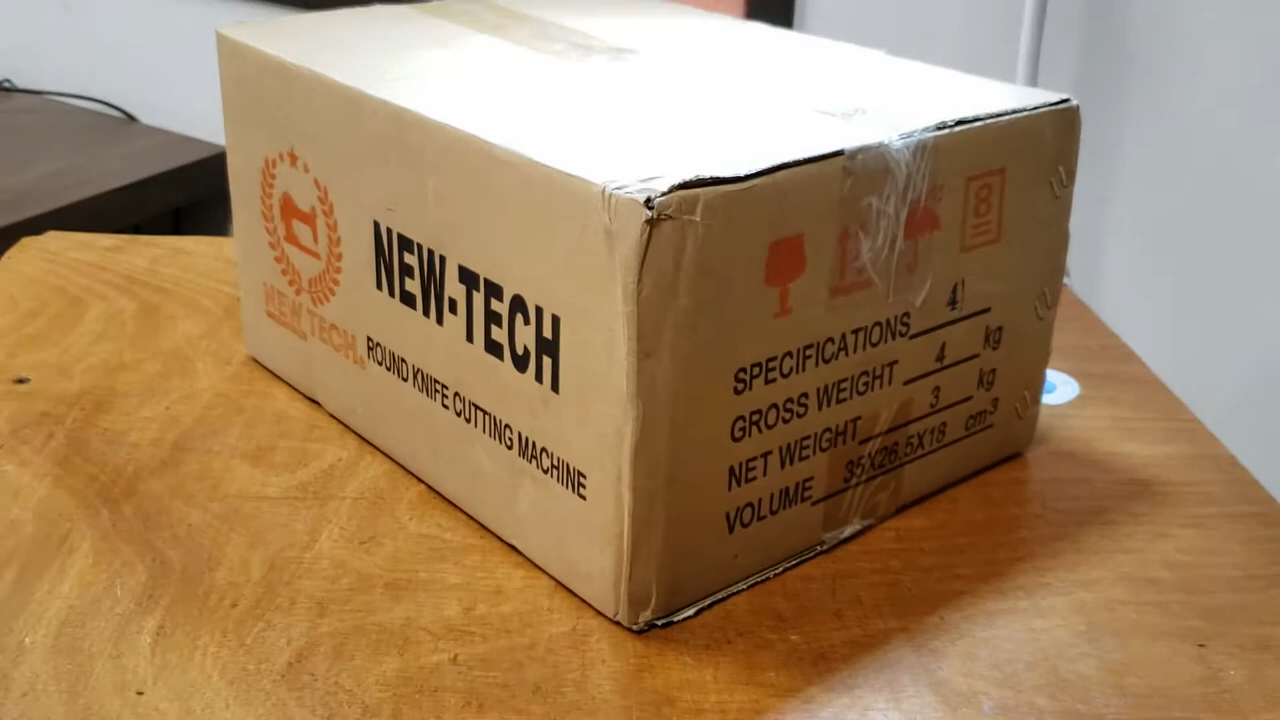 NEW TECH.
NEW-TECH
ROUND KNIFE CUTTING MACHINE
8
SPECIFICATIONS 4
GROSS WEIGHT 4 kg
NET WEIGHT 3 kg
VOLUME 35X26.5X18 cm³